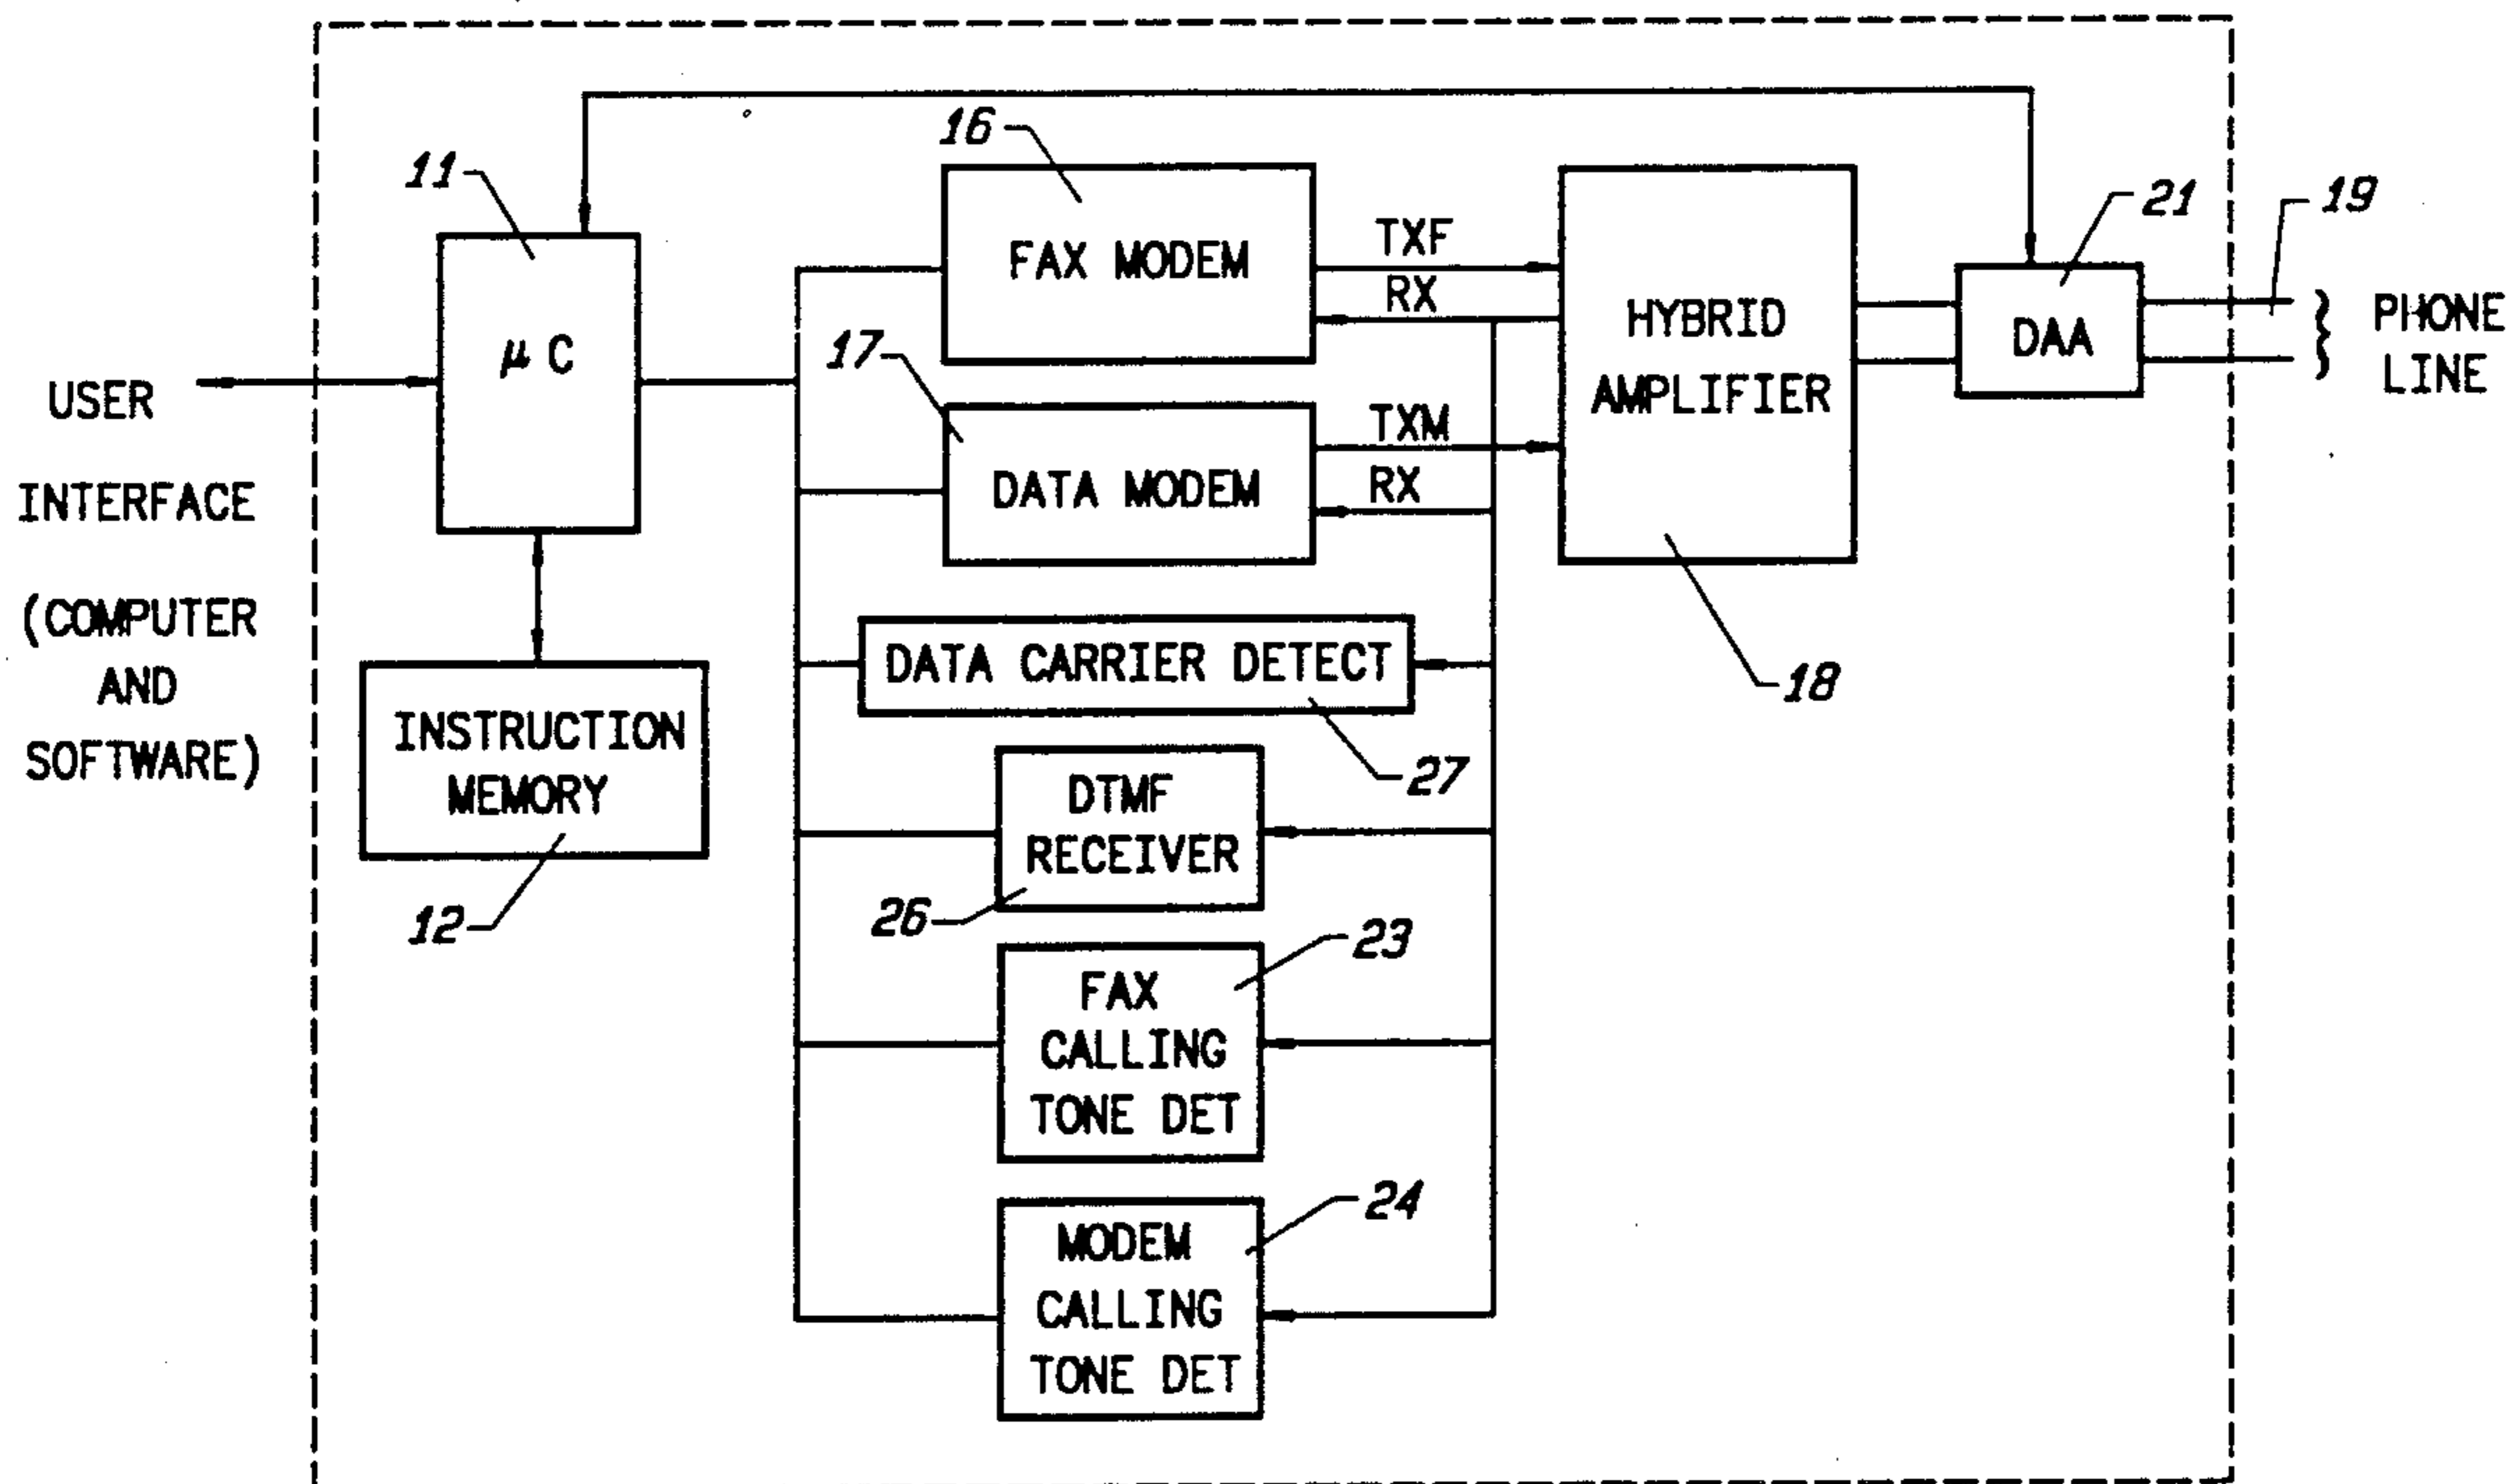 16
11
21
19
TXF
FAX MODEM
RX
HYBRID
AMPLIFIER
DAA
PHONE
LINE
μC
17
USER
INTERFACE
(COMPUTER
AND
SOFTWARE)
TXM
DATA MODEM
RX
18
DATA CARRIER DETECT
27
INSTRUCTION
MEMORY
12
DTMF
RECEIVER
26
23
FAX
CALLING
TONE DET
24
MODEM
CALLING
TONE DET